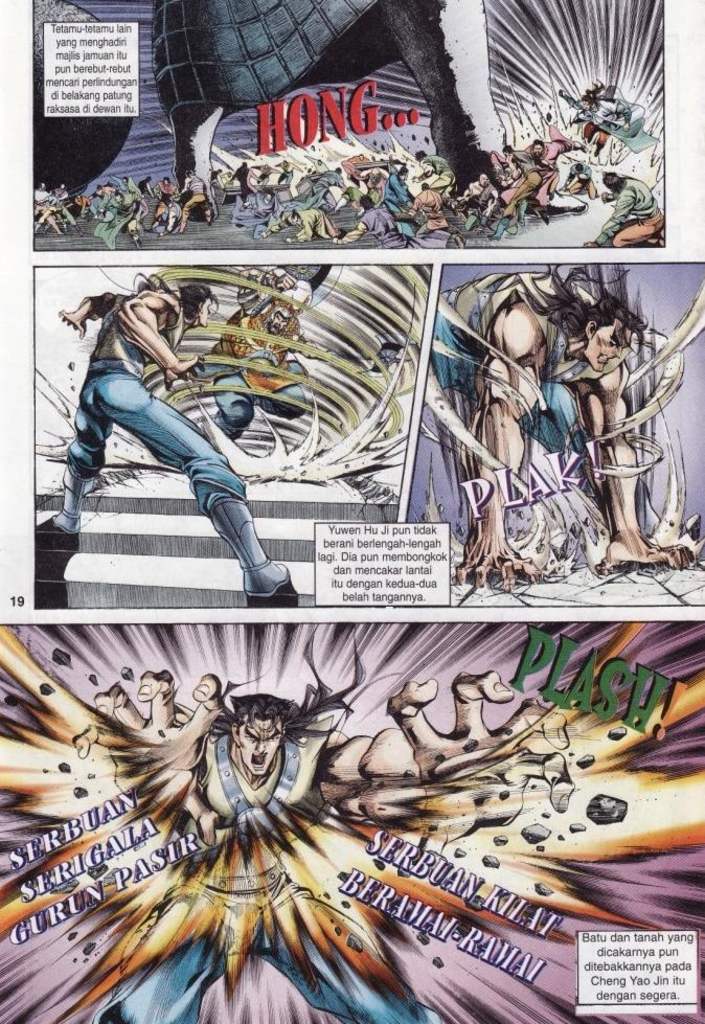 Tetamu-tetamu lain
yang menghadiri
majlis jamuan itu
pun berebut-rebut
mencari perlindungan
di belakang patung
raksasa di dewan itu.
HONG...
PLAK!
Yuwen Hu Ji pun tidak
berani berlengah-lengah
lagi. Dia pun membongkok
dan mencakar lantai
itu dengan kedua-dua
belah tangannya.
19
PLASH!
SERBUAN
SERIGALA
GURUN PASIR
SERBUAN KILAT
BERAMAI-RAMAI
Batu dan tanah yang
dicakarnya pun
ditebakkannya pada
Cheng Yao Jin itu
dengan segera.